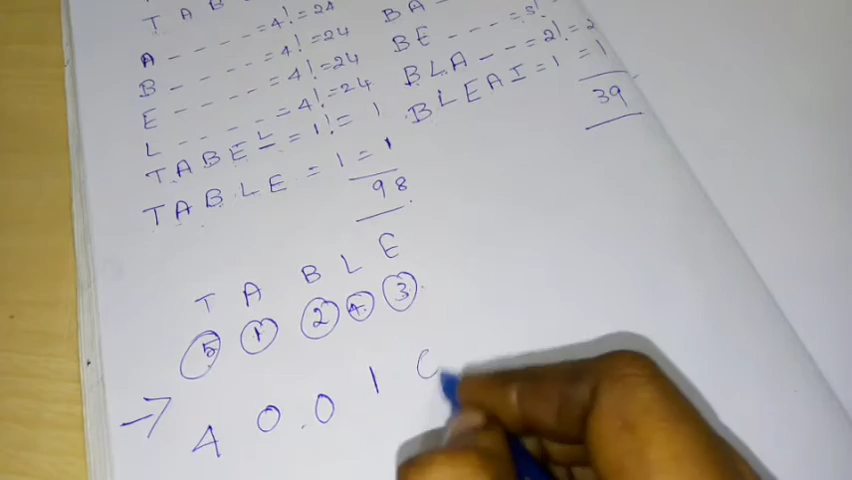 T A B
A - - - - = 4! = 24
B - - - - = 4! = 24
E - - - - = 4! = 24
L - - - - = 4! = 24
T A B E L = 1! = 1
T A B L E = 1 = 1
98
BA -
BE - - - = 3! -
BLA - - = 2! = 2
BLEAI = 1 = 1
39
T A B L E
5 1 2 4 3
→ 4 0 0 1